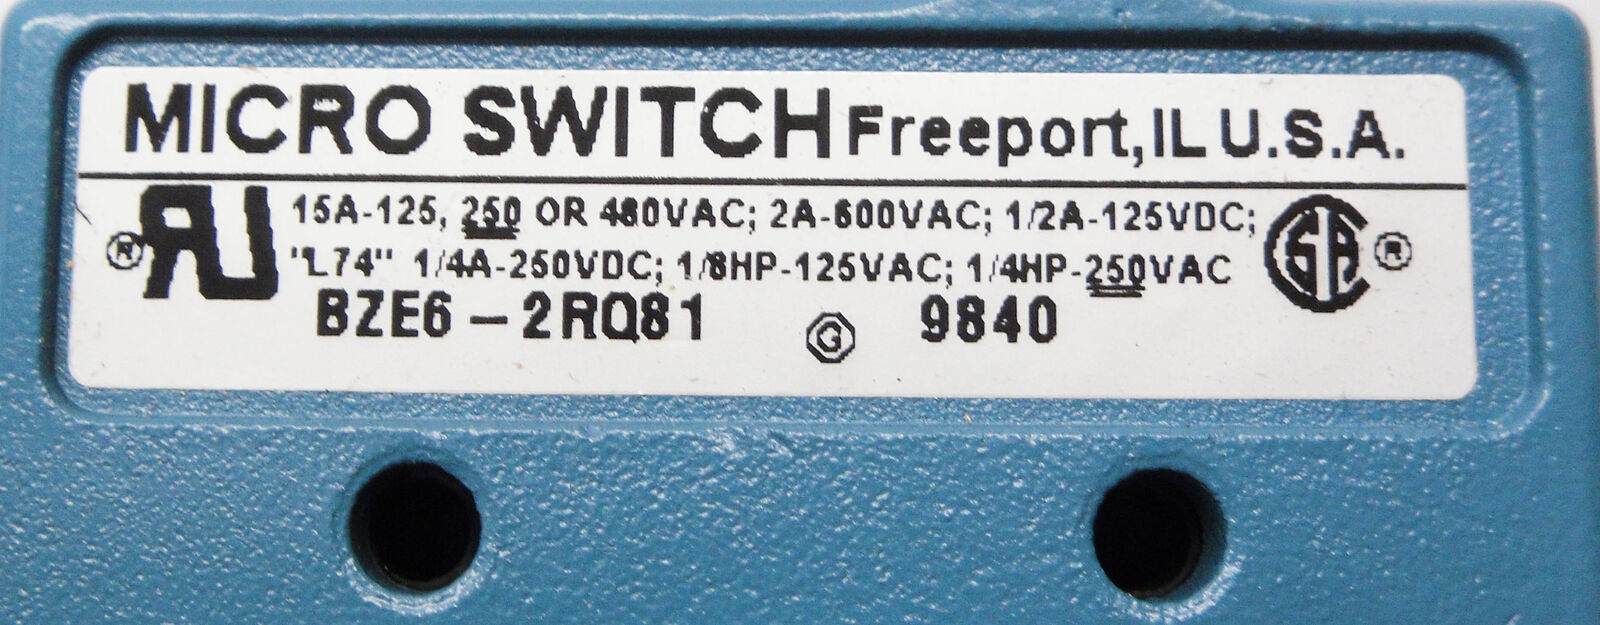 MICRO SWITCH Freeport, IL U.S.A.
15A-125, 250 OR 480VAC; 2A-600VAC; 1/2A-125VDC;
"L74" 1/4A-250VDC; 1/8HP-125VAC; 1/4HP-250VAC
BZE6-2RQ81 G 9840